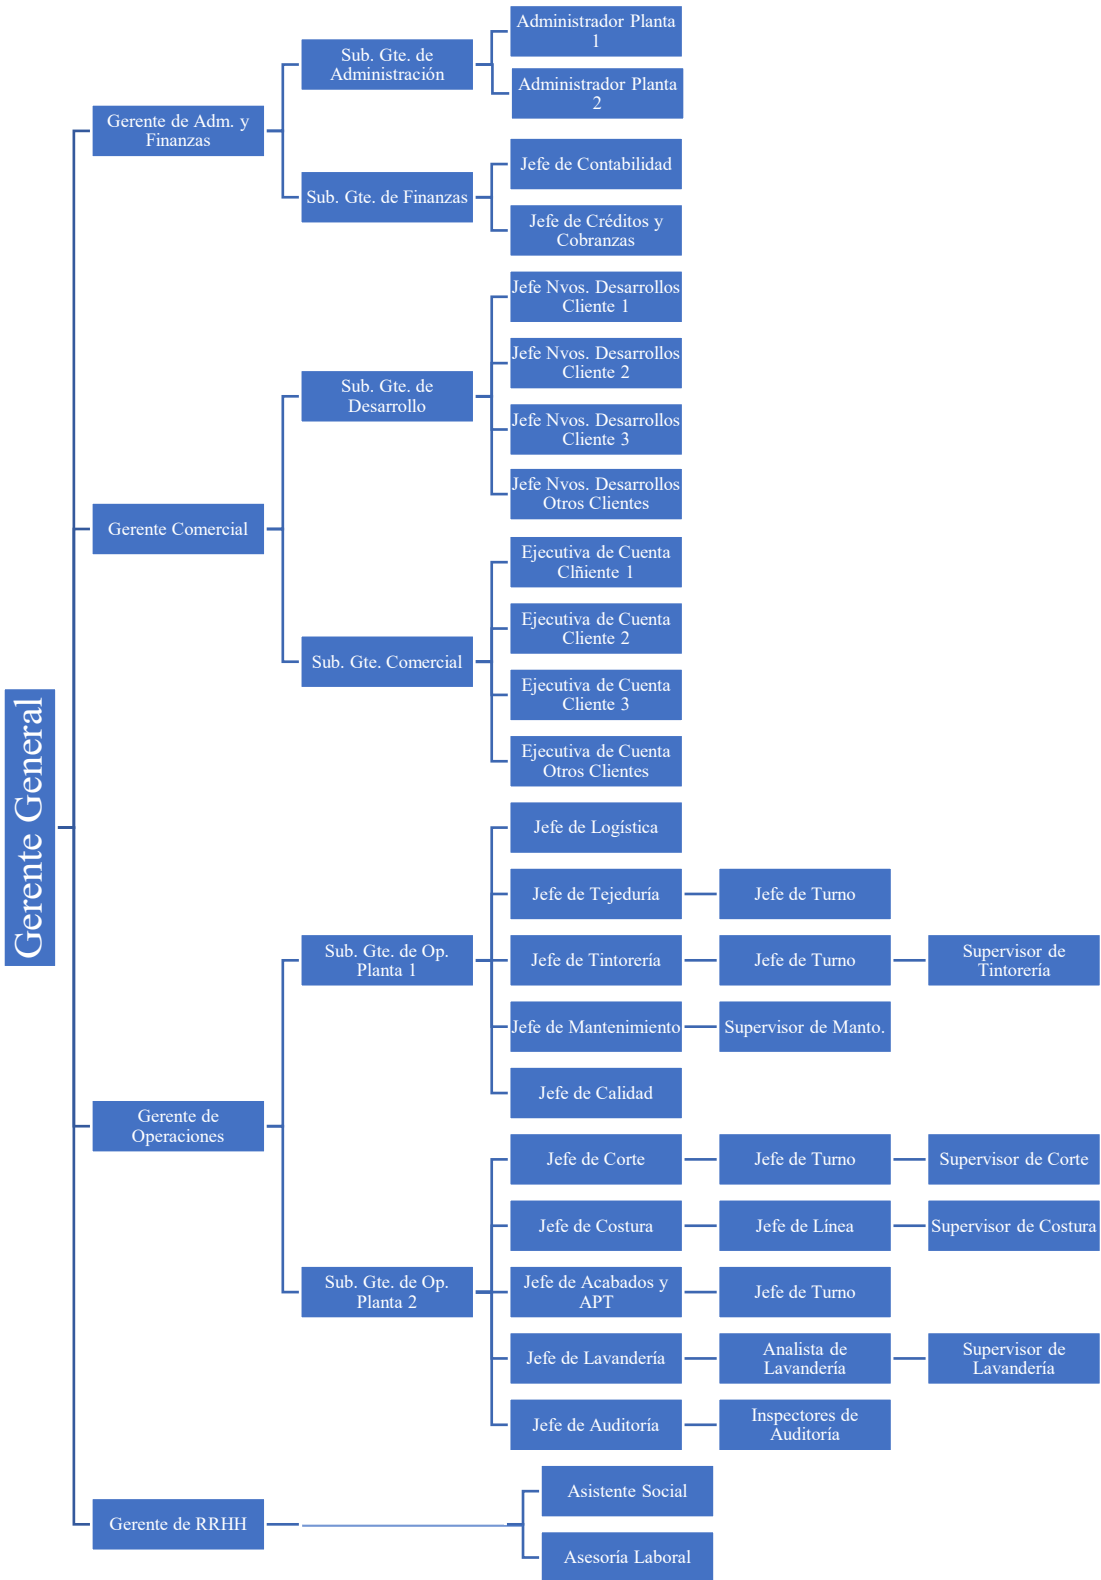 Gerente General
Gerente de Adm. y
Finanzas
Sub. Gte. de
Administración
Administrador Planta
1
Administrador Planta
2
Sub. Gte. de Finanzas
Jefe de Contabilidad
Jefe de Créditos y
Cobranzas
Gerente Comercial
Sub. Gte. de
Desarrollo
Jefe Nvos. Desarrollos
Cliente 1
Jefe Nvos. Desarrollos
Cliente 2
Jefe Nvos. Desarrollos
Cliente 3
Jefe Nvos. Desarrollos
Otros Clientes
Sub. Gte. Comercial
Ejecutiva de Cuenta
Clñiente 1
Ejecutiva de Cuenta
Cliente 2
Ejecutiva de Cuenta
Cliente 3
Ejecutiva de Cuenta
Otros Clientes
Gerente de
Operaciones
Sub. Gte. de Op.
Planta 1
Jefe de Logística
Jefe de Tejeduría
Jefe de Turno
Jefe de Tintorería
Jefe de Turno
Supervisor de
Tintorería
Jefe de Mantenimiento
Supervisor de Manto.
Jefe de Calidad
Sub. Gte. de Op.
Planta 2
Jefe de Corte
Jefe de Turno
Supervisor de Corte
Jefe de Costura
Jefe de Línea
Supervisor de Costura
Jefe de Acabados y
APT
Jefe de Turno
Jefe de Lavandería
Analista de
Lavandería
Supervisor de
Lavandería
Jefe de Auditoría
Inspectores de
Auditoría
Gerente de RRHH
Asistente Social
Asesoría Laboral